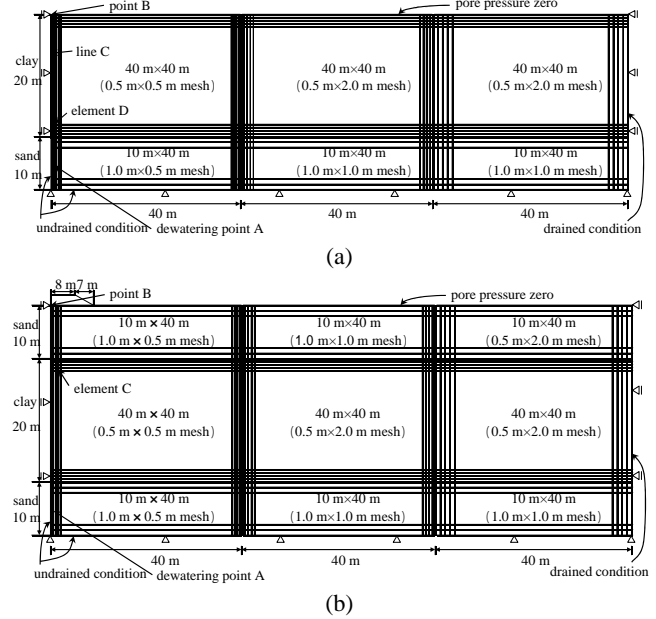 point B
pore pressure zero
clay
20 m
line C
40 m×40 m
(0.5 m×0.5 m mesh)
40 m×40 m
(0.5 m×2.0 m mesh)
40 m×40 m
(0.5 m×2.0 m mesh)
element D
sand
10 m
10 m×40 m
(1.0 m×0.5 m mesh)
10 m×40 m
(1.0 m×1.0 m mesh)
10 m×40 m
(1.0 m×1.0 m mesh)
40 m
40 m
40 m
undrained condition
dewatering point A
drained condition
(a)
8 m
7 m
point B
pore pressure zero
sand
10 m
10 m×40 m
(1.0 m×0.5 m mesh)
10 m×40 m
(1.0 m×1.0 m mesh)
10 m×40 m
(0.5 m×2.0 m mesh)
element C
clay
20 m
40 m×40 m
(0.5 m×0.5 m mesh)
40 m×40 m
(0.5 m×2.0 m mesh)
40 m×40 m
(0.5 m×2.0 m mesh)
sand
10 m
10 m×40 m
(1.0 m×0.5 m mesh)
10 m×40 m
(1.0 m×1.0 m mesh)
10 m×40 m
(1.0 m×1.0 m mesh)
40 m
40 m
40 m
undrained condition
dewatering point A
drained condition
(b)